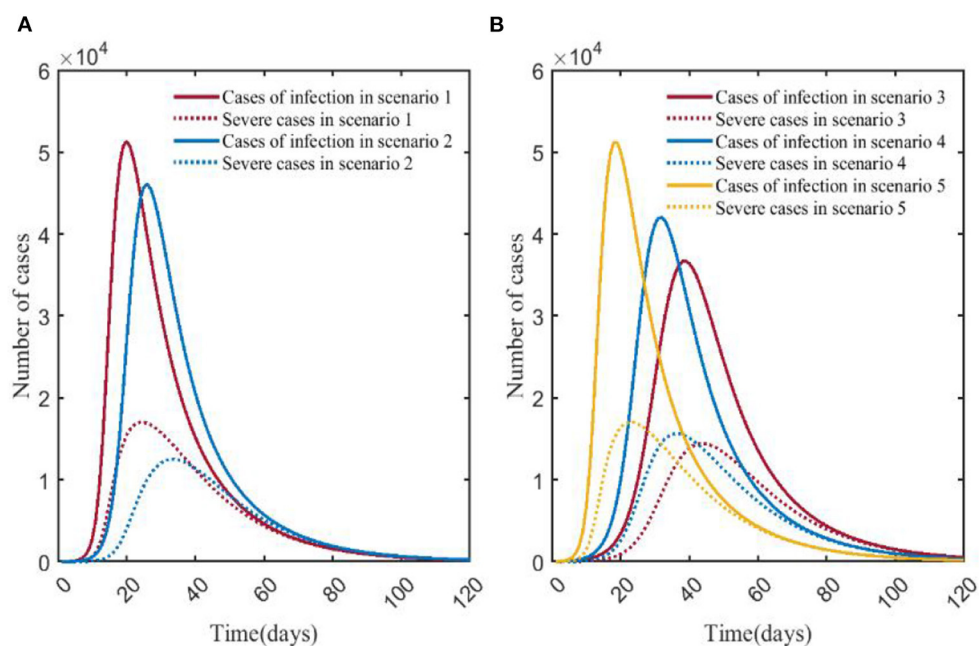 A
×10⁴
6
5
4
3
2
1
0
Number of cases
Cases of infection in scenario 1
Severe cases in scenario 1
Cases of infection in scenario 2
Severe cases in scenario 2
0 20 40 60 80 100 120
Time(days)
B
×10⁴
6
5
4
3
2
1
0
Number of cases
Cases of infection in scenario 3
Severe cases in scenario 3
Cases of infection in scenario 4
Severe cases in scenario 4
Cases of infection in scenario 5
Severe cases in scenario 5
0 20 40 60 80 100 120
Time(days)